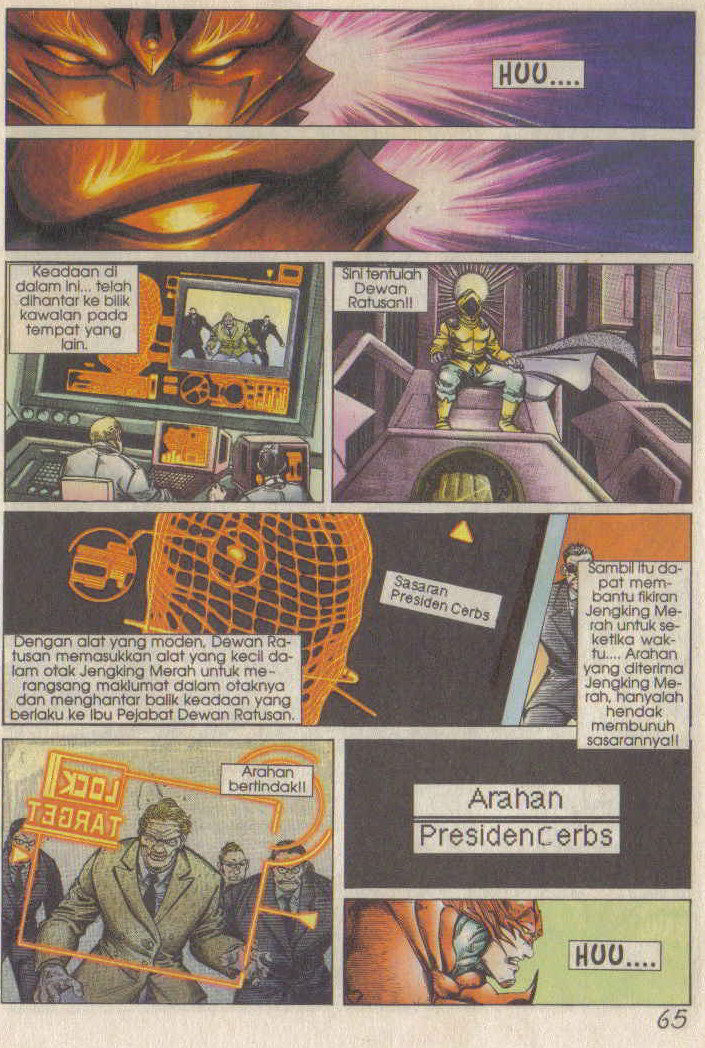 HUU....
Keadaan di
dalam ini... telah
dihantar ke bilik
kawalan pada
tempat yang
lain.
Sini tentulah
Dewan
Ratusan!!
Sasaran
Presiden Cerbs
Dengan alat yang moden, Dewan Ra-
tusan memasukkan alat yang kecil da-
lam otak Jengking Merah untuk me-
rangsang maklumat dalam otaknya
dan menghantar balik keadaan yang
berlaku ke Ibu Pejabat Dewan Ratusan.
Sambil itu da-
pat mem-
bantu fikiran
Jengking Me-
rah untuk se-
ketika wak-
tu.... Arahan
yang diterima
Jengking Me-
rah, hanyalah
hendak
membunuh
sasarannya!!
LOCK
TARGET
Arahan
bertindak!!
Arahan
Presiden Cerbs
HUU....
65